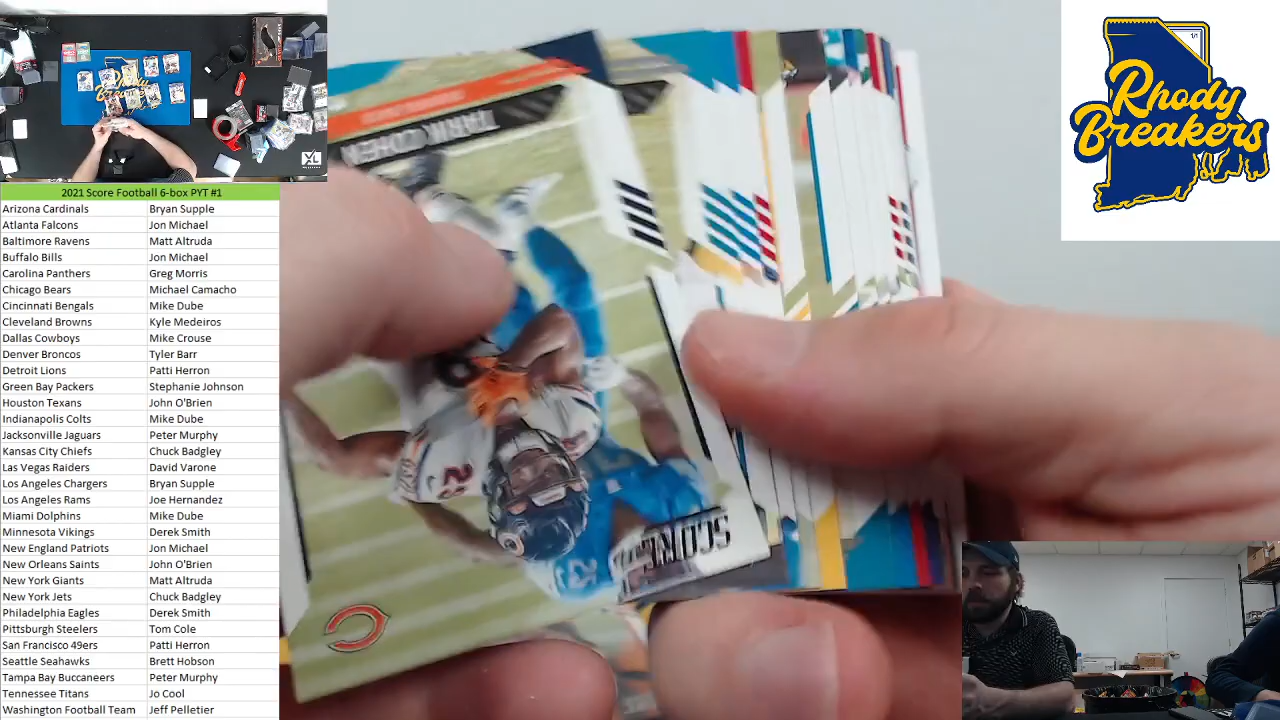 2021 Score Football 6-box PYT #1
Arizona Cardinals Bryan Supple
Atlanta Falcons Jon Michael
Baltimore Ravens Matt Altruda
Buffalo Bills Jon Michael
Carolina Panthers Greg Morris
Chicago Bears Michael Camacho
Cincinnati Bengals Mike Dube
Cleveland Browns Kyle Medeiros
Dallas Cowboys Mike Crouse
Denver Broncos Tyler Barr
Detroit Lions Patti Herron
Green Bay Packers Stephanie Johnson
Houston Texans John O'Brien
Indianapolis Colts Mike Dube
Jacksonville Jaguars Peter Murphy
Kansas City Chiefs Chuck Badgley
Las Vegas Raiders David Varone
Los Angeles Chargers Bryan Supple
Los Angeles Rams Joe Hernandez
Miami Dolphins Mike Dube
Minnesota Vikings Derek Smith
New England Patriots Jon Michael
New Orleans Saints John O'Brien
New York Giants Matt Altruda
New York Jets Chuck Badgley
Philadelphia Eagles Derek Smith
Pittsburgh Steelers Tom Cole
San Francisco 49ers Patti Herron
Seattle Seahawks Brett Hobson
Tampa Bay Buccaneers Peter Murphy
Tennessee Titans Jo Cool
Washington Football Team Jeff Pelletier
TARIK COHEN
SCORE
Rhody
Breakers
1/1
Rhody
XL